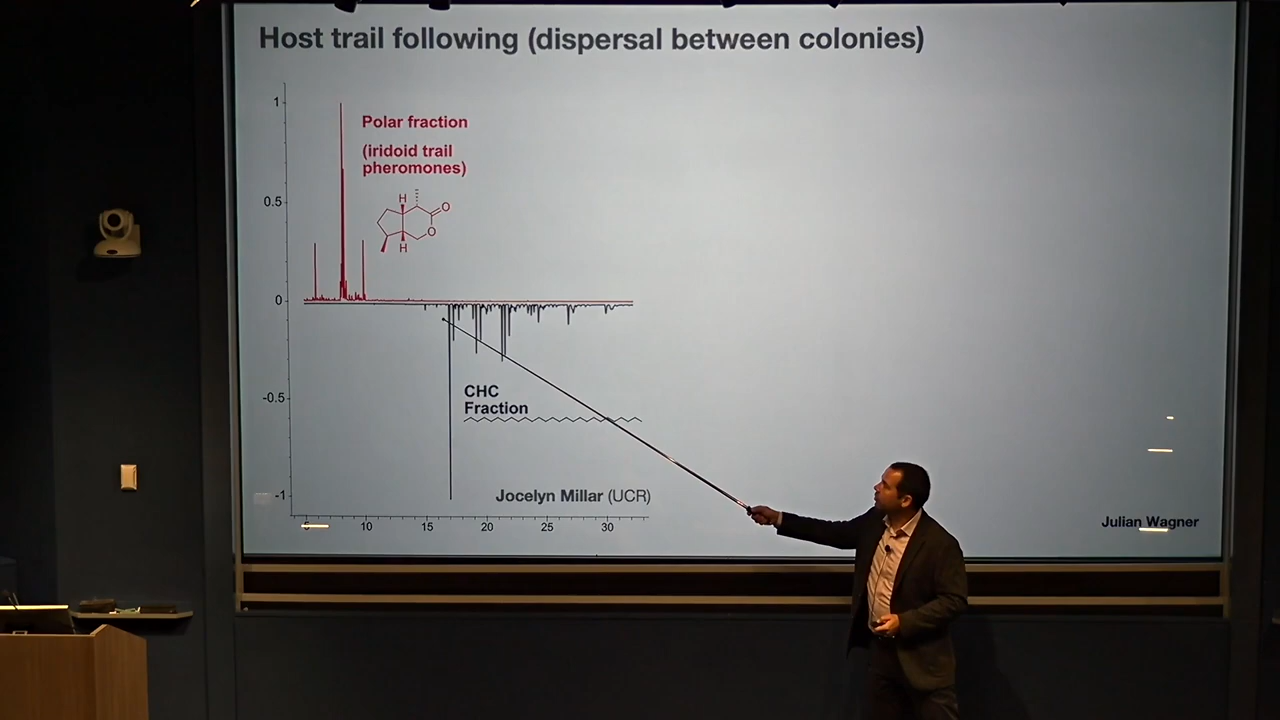 Host trail following (dispersal between colonies)
1
Polar fraction
(iridoid trail
pheromones)
H
O
O
H
0.5
0
-0.5
CHC
Fraction
-1
Jocelyn Millar (UCR)
5 10 15 20 25 30
Julian Wagner